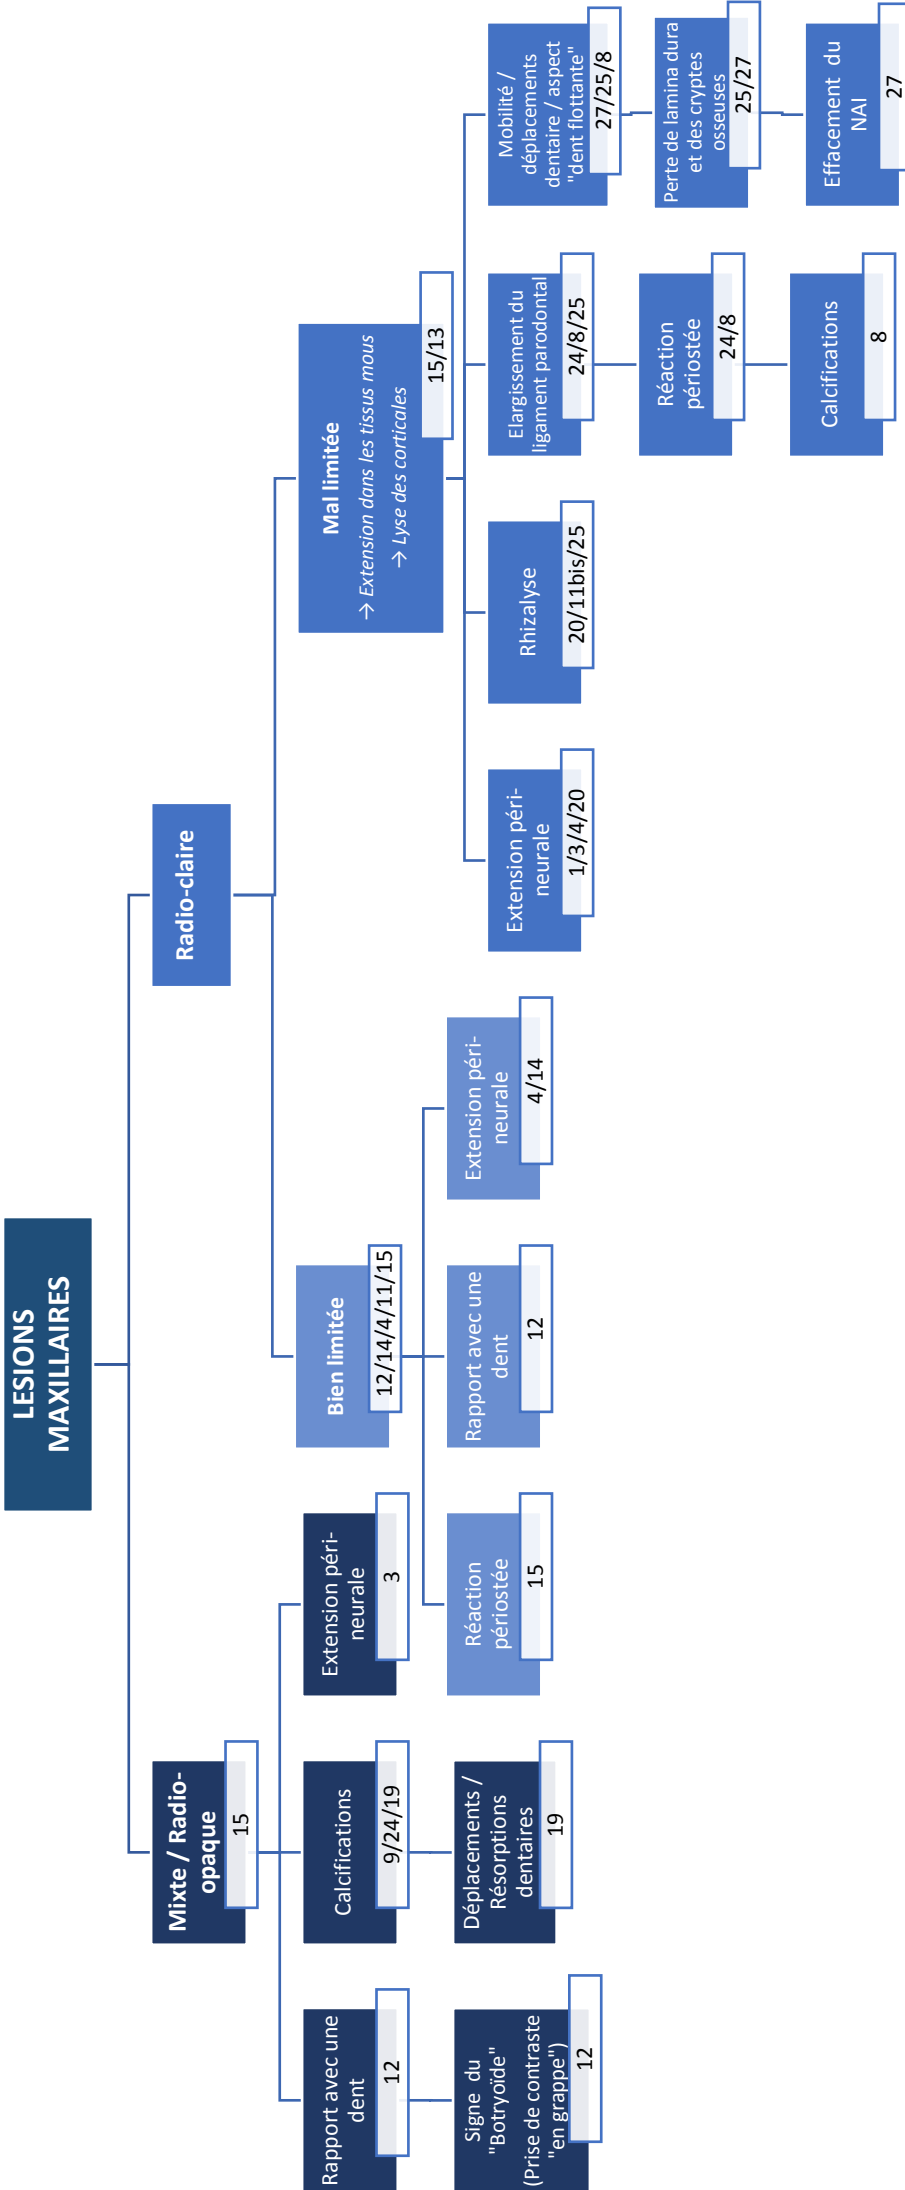 LESIONS
MAXILLAIRES
Mixte / Radio-
opaque
15
Rapport avec une
dent
12
Signe du
"Botryoïde"
(Prise de contraste
"en grappe")
12
Calcifications
9/24/19
Déplacements /
Résorptions
dentaires
19
Extension péri-
neurale
3
Radio-claire
Bien limitée
12/14/4/11/15
Réaction
périostée
15
Rapport avec une
dent
12
Extension péri-
neurale
4/14
Mal limitée
→ Extension dans les tissus mous
→ Lyse des corticales
15/13
Extension péri-
neurale
1/3/4/20
Rhizalyse
20/11bis/25
Elargissement du
ligament parodontal
24/8/25
Réaction
périostée
24/8
Calcifications
8
Mobilité /
déplacements
dentaire / aspect
"dent flottante"
27/25/8
Perte de lamina dura
et des cryptes
osseuses
25/27
Effacement du
NAI
27